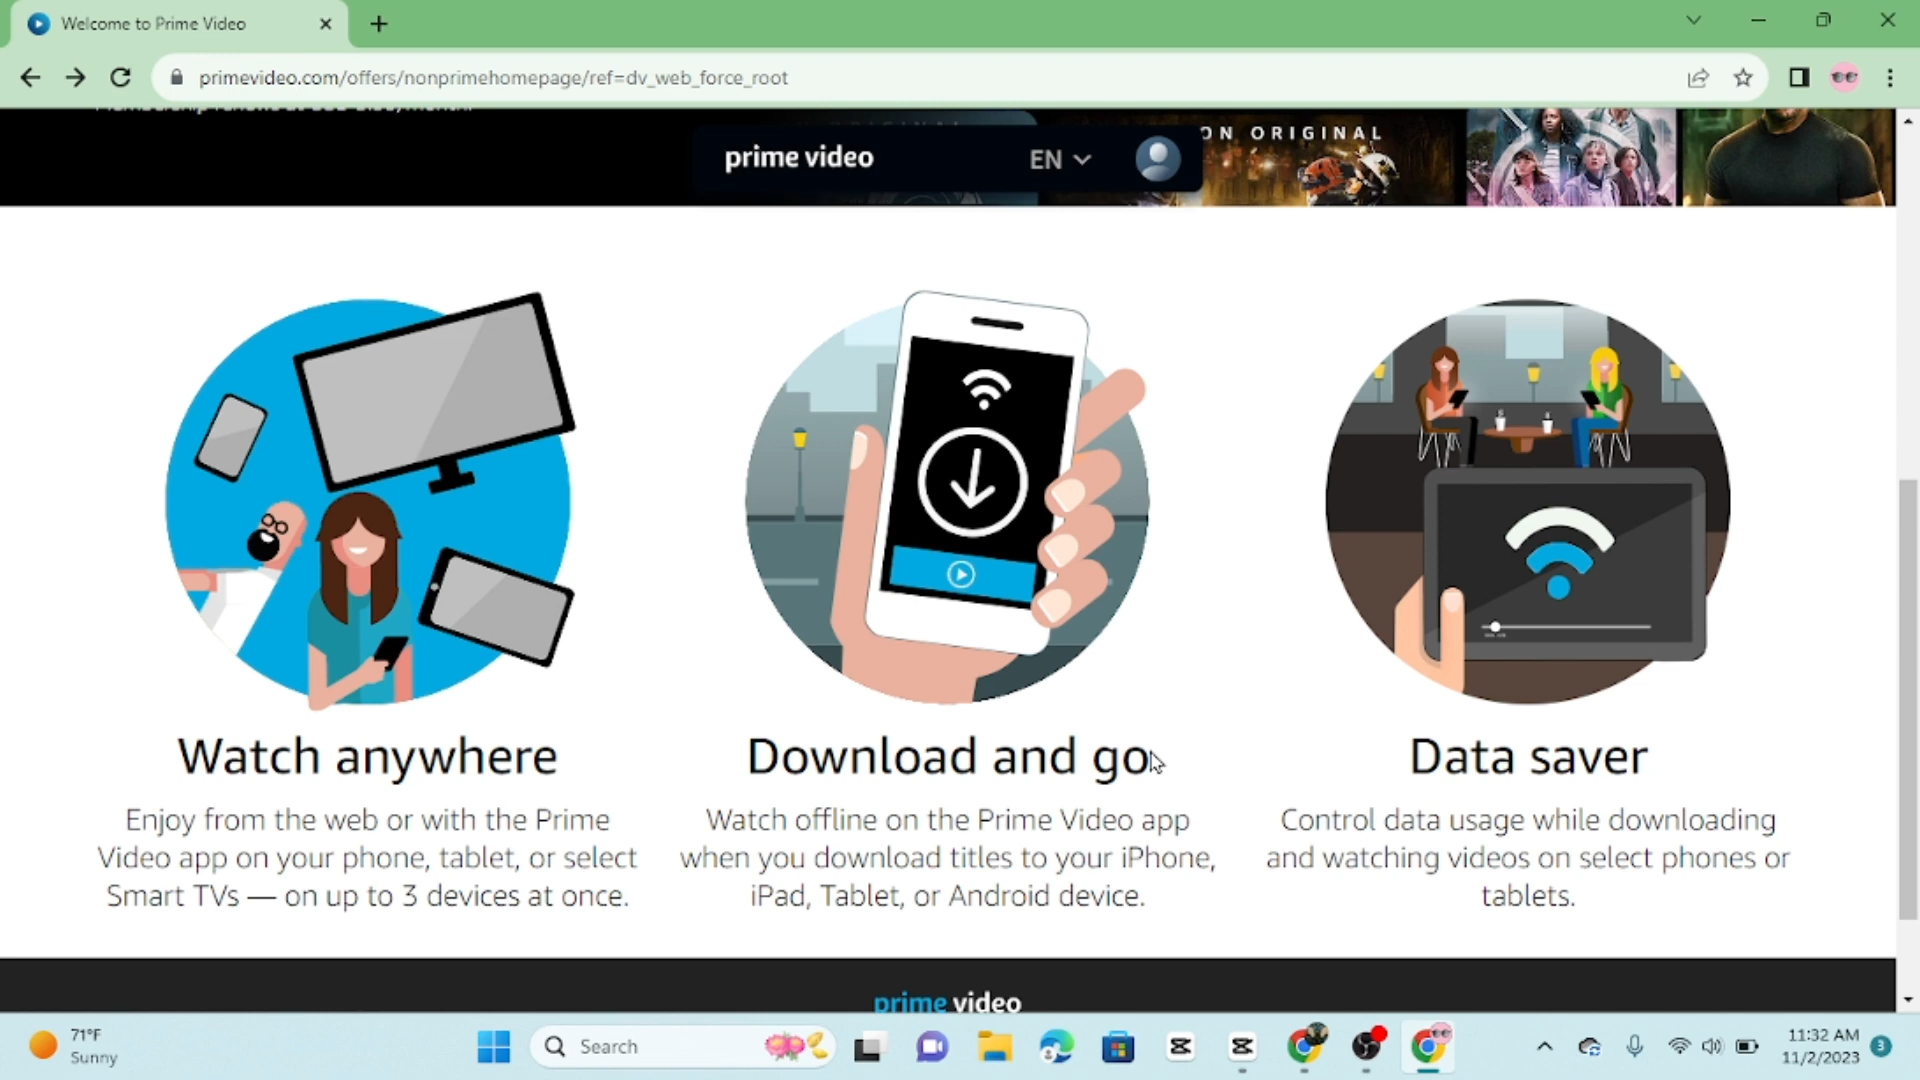 Welcome to Prime Video
primevideo.com/offers/nonprimehomepage/ref=dv_web_force_root
ON ORIGINAL
prime video
EN
Watch anywhere
Enjoy from the web or with the Prime
Video app on your phone, tablet, or select
Smart TVs — on up to 3 devices at once.
Download and go
Watch offline on the Prime Video app
when you download titles to your iPhone,
iPad, Tablet, or Android device.
Data saver
Control data usage while downloading
and watching videos on select phones or
tablets.
prime video
71°F
Sunny
Search
11:32 AM
11/2/2023
3